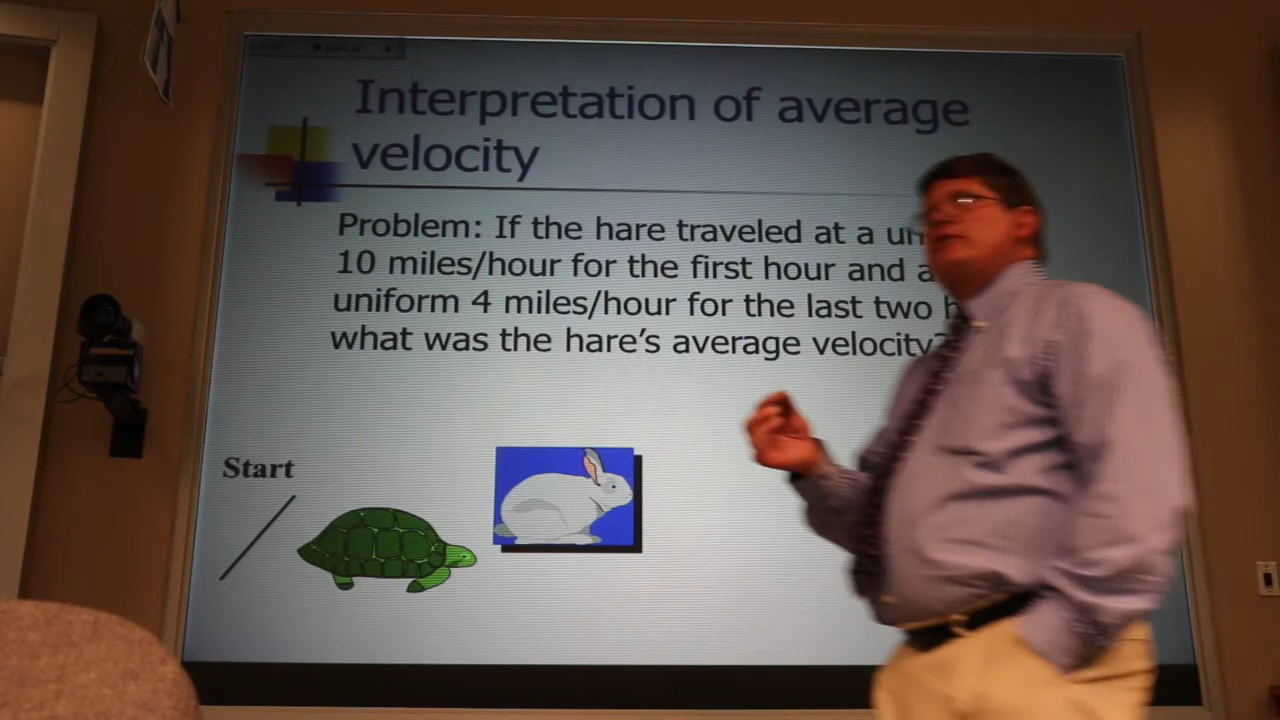 Interpretation of average
velocity
Problem: If the hare traveled at a
10 miles/hour for the first hour and
uniform 4 miles/hour for the last two
what was the hare's average velocity?
Start